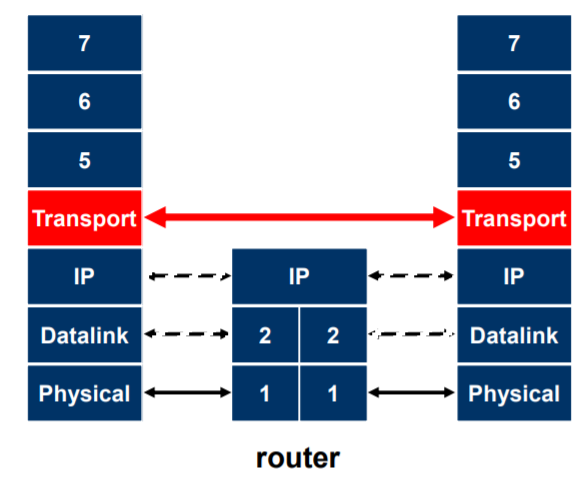 7 7
6 6
5 5
Transport Transport
IP IP IP
Datalink 2 2 Datalink
Physical 1 1 Physical
router